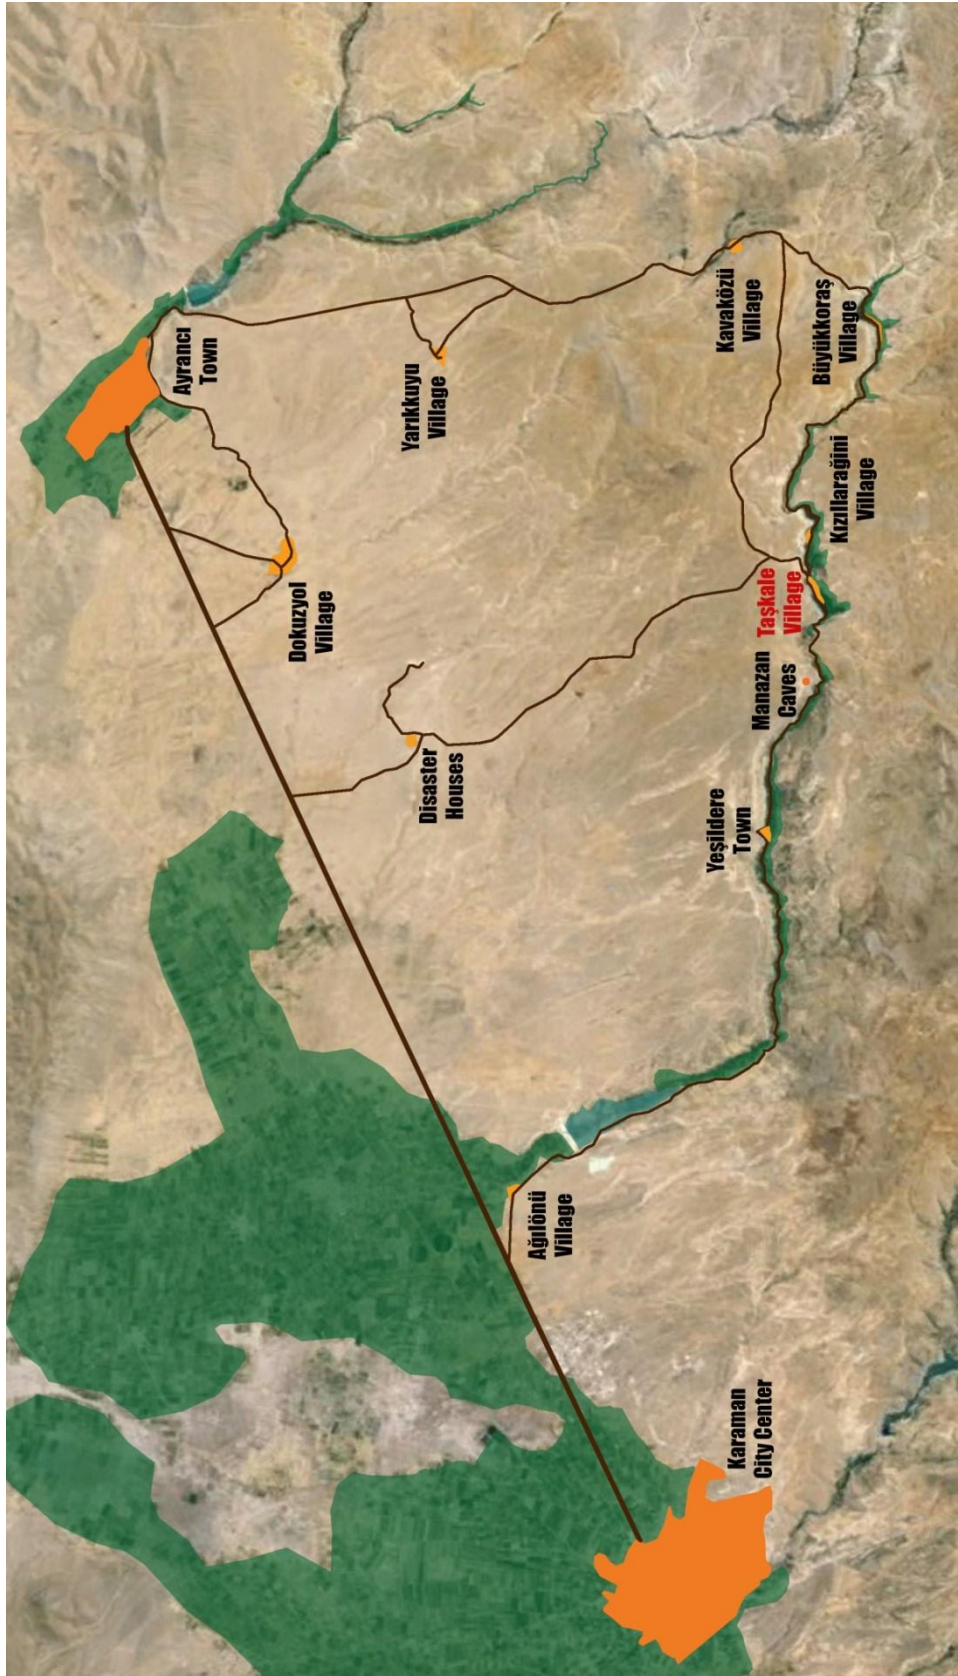 Ayrancı
Town
Dokuzyol
Village
Yarıkkuyu
Village
Kavaközü
Village
Büyükkoraş
Village
Kızıllarağini
Village
Taşkale
Village
Manazan
Caves
Disaster
Houses
Yeşildere
Town
Ağılönü
Village
Karaman
City Center